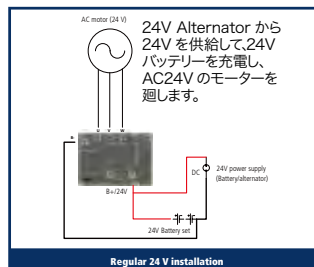 AC motor (24 V)
24V Alternator から
24V を供給して、24V
バッテリーを充電し、
AC24V のモーターを
廻します。
U V W
B+/24V
DC
24V power supply
(Battery/alternator)
24V Battery set
Regular 24 V installation